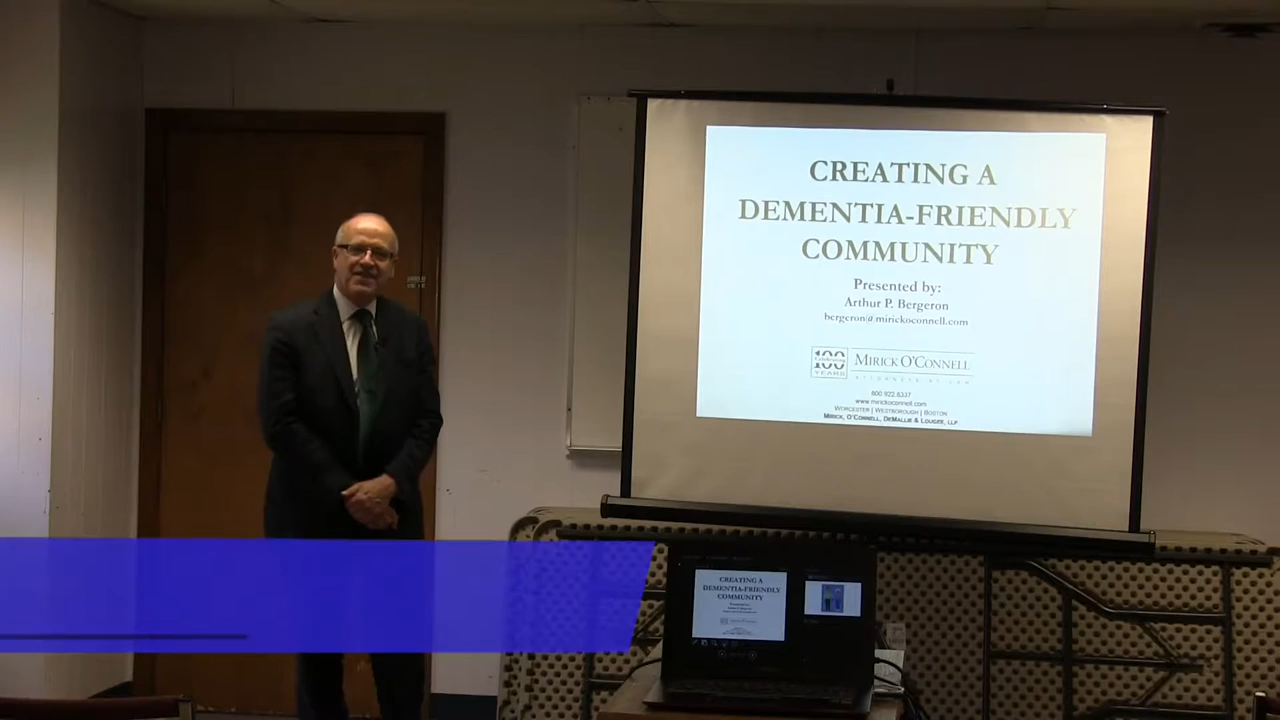 CREATING A
DEMENTIA-FRIENDLY
COMMUNITY
Presented by:
Arthur P. Bergeron
bergeron@mirickoconnell.com
Celebrating
100
YEARS
MIRICK O'CONNELL
ATTORNEYS AT LAW
800.922.8337
www.mirickoconnell.com
WORCESTER | WESTBOROUGH | BOSTON
MIRICK, O'CONNELL, DEMALLIE & LOUGEE, LLP
CREATING A
DEMENTIA-FRIENDLY
COMMUNITY